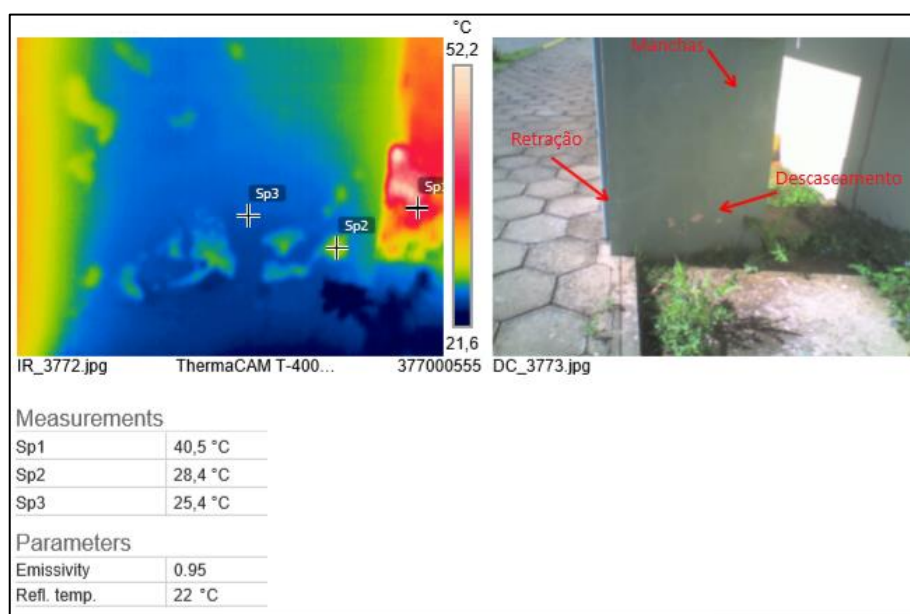 °C
52,2
Manchas
Retração
Sp3
Sp1
Descascamento
Sp2
21,6
IR_3772.jpg
ThermaCAM T-400...
377000555
DC_3773.jpg
Measurements
Sp1 40,5 °C
Sp2 28,4 °C
Sp3 25,4 °C
Parameters
Emissivity 0.95
Refl. temp. 22 °C